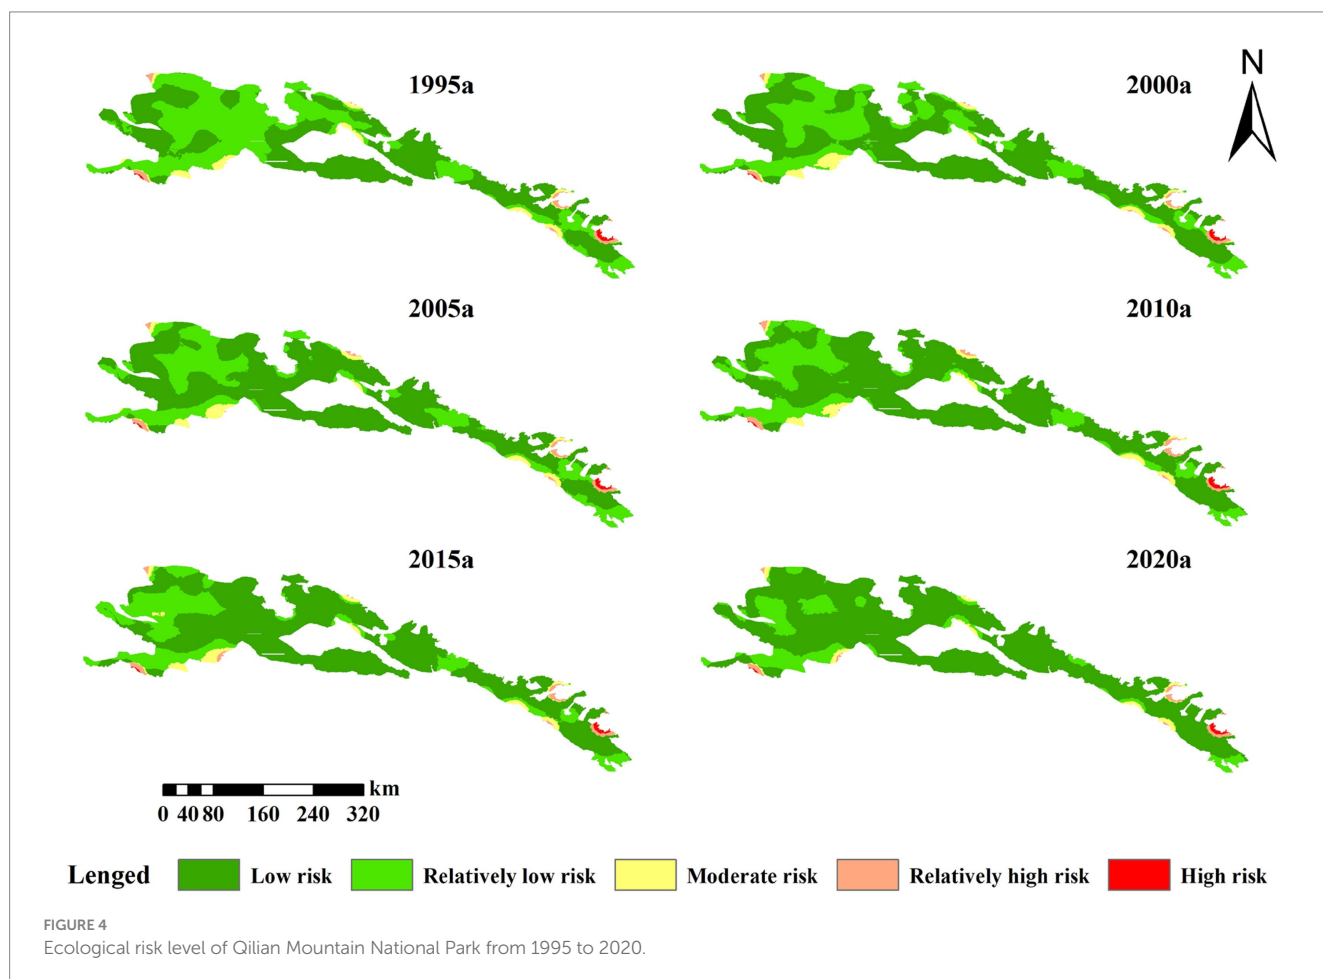 1995a
2000a
N
2005a
2010a
2015a
2020a
km
0 40 80 160 240 320
Lenged Low risk Relatively low risk Moderate risk Relatively high risk High risk
FIGURE 4
Ecological risk level of Qilian Mountain National Park from 1995 to 2020.